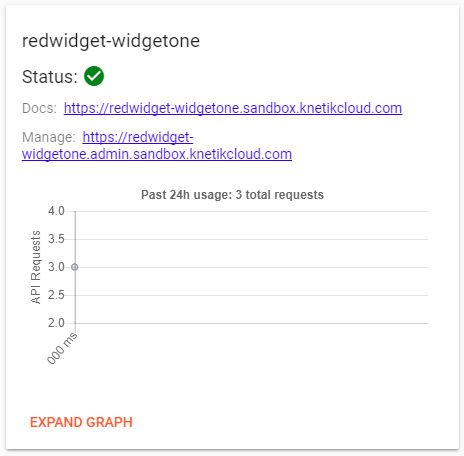 redwidget-widgetone
Status:
Docs: https://redwidget-widgetone.sandbox.knetikcloud.com
Manage: https://redwidget-
widgetone.admin.sandbox.knetikcloud.com
Past 24h usage: 3 total requests
API Requests
4.0
3.5
3.0
2.5
2.0
000 ms
EXPAND GRAPH